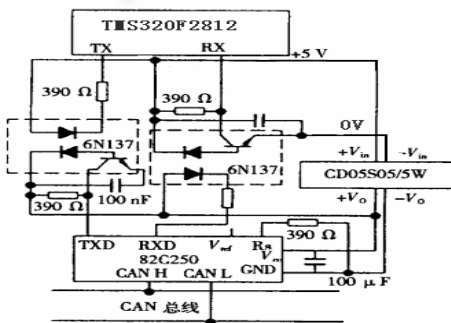 TMS320F2812
TX
RX
+5 V
390 Ω
390 Ω
0V
6N137
6N137
+Vin
-Vin
CD05S05/5W
+VO
-VO
100 nF
390 Ω
390 Ω
TXD
RXD
Vref
Rs
82C250
GND
CAN H
CAN L
100 μF
CAN 总线